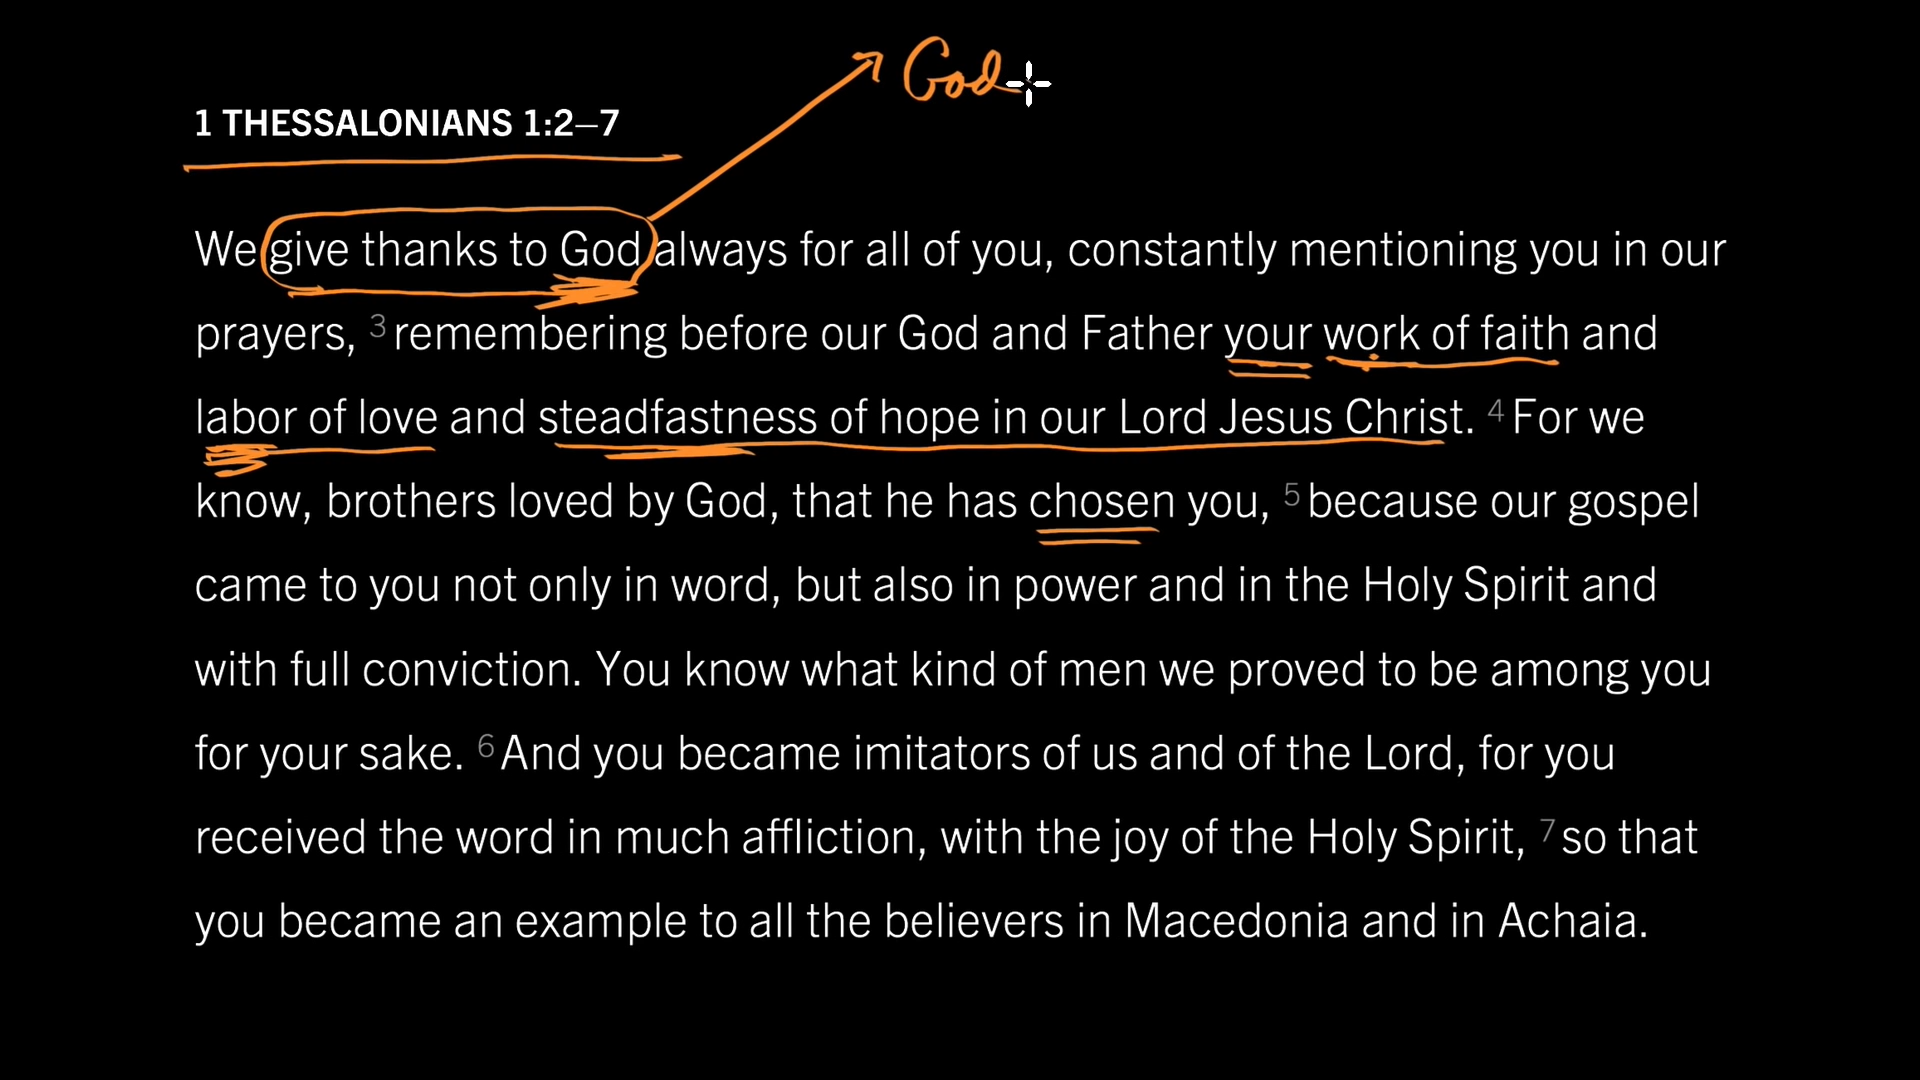 God
1 THESSALONIANS 1:2–7
We give thanks to God always for all of you, constantly mentioning you in our
prayers, 3 remembering before our God and Father your work of faith and
labor of love and steadfastness of hope in our Lord Jesus Christ. 4 For we
know, brothers loved by God, that he has chosen you, 5 because our gospel
came to you not only in word, but also in power and in the Holy Spirit and
with full conviction. You know what kind of men we proved to be among you
for your sake. 6 And you became imitators of us and of the Lord, for you
received the word in much affliction, with the joy of the Holy Spirit, 7 so that
you became an example to all the believers in Macedonia and in Achaia.